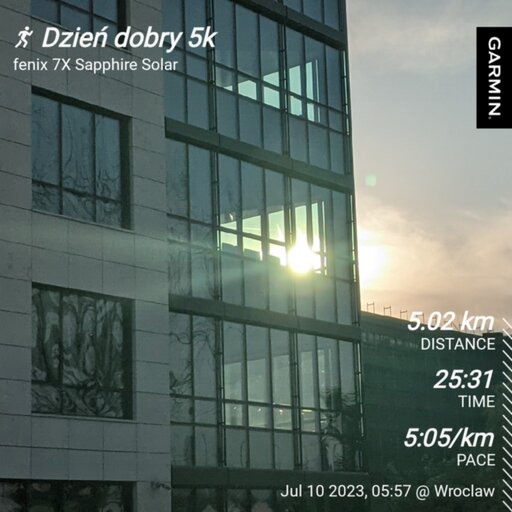 Dzień dobry 5k
fenix 7X Sapphire Solar
GARMIN.
5.02 km
DISTANCE
25:31
TIME
5:05/km
PACE
Jul 10 2023, 05:57 @ Wroclaw